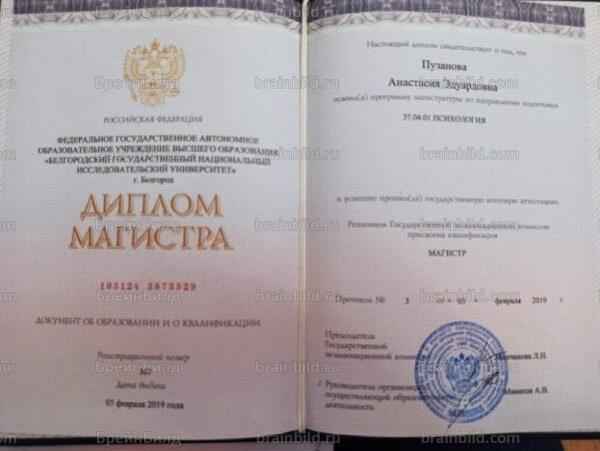 РОССИЙСКАЯ ФЕДЕРАЦИЯ
ФЕДЕРАЛЬНОЕ ГОСУДАРСТВЕННОЕ АВТОНОМНОЕ
ОБРАЗОВАТЕЛЬНОЕ УЧРЕЖДЕНИЕ ВЫСШЕГО ОБРАЗОВАНИЯ
«БЕЛГОРОДСКИЙ ГОСУДАРСТВЕННЫЙ НАЦИОНАЛЬНЫЙ
ИССЛЕДОВАТЕЛЬСКИЙ УНИВЕРСИТЕТ»
г. Белгород
ДИПЛОМ
МАГИСТРА
103124 3873529
ДОКУМЕНТ ОБ ОБРАЗОВАНИИ И О КВАЛИФИКАЦИИ
Регистрационный номер
Дата выдачи
05 февраля 2019 года
Настоящий диплом свидетельствует о том, что
Пузанова
Анастасия Эдуардовна
освоил(а) программу магистратуры по направлению подготовки
37.04.01 ПСИХОЛОГИЯ
и успешно прошел(ла) государственную итоговую аттестацию
Решением Государственной экзаменационной комиссии
присвоена квалификация
МАГИСТР
Протокол № 3 от « 05 » февраля 2019 г.
Председатель
Государственной
экзаменационной комиссии Л.Н.
Руководитель организации,
осуществляющей образовательную Маматов А.В.
деятельность
М.П.
БреинБилд
brainbild.ru
brainbild.com